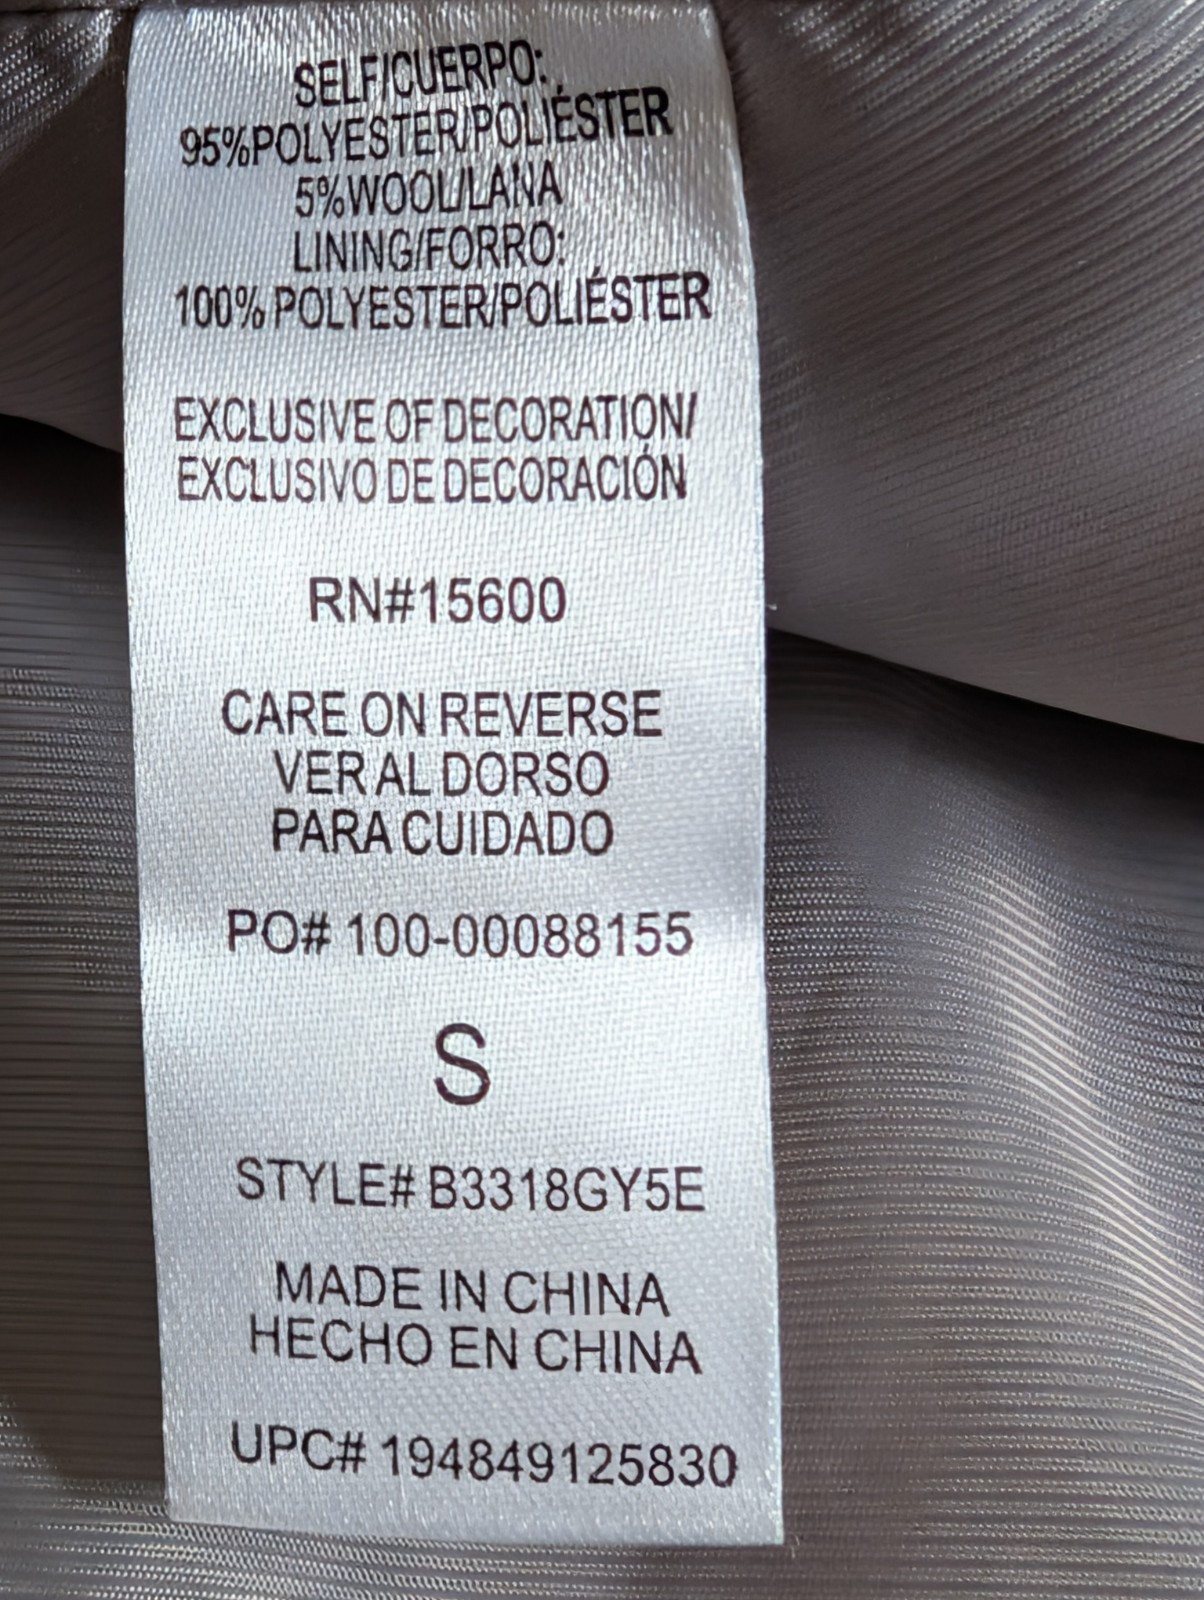 SELF/CUERPO:
95%POLYESTER/POLIÉSTER
5%WOOL/LANA
LINING/FORRO:
100% POLYESTER/POLIÉSTER
EXCLUSIVE OF DECORATION/
EXCLUSIVO DE DECORACIÓN
RN#15600
CARE ON REVERSE
VER AL DORSO
PARA CUIDADO
PO# 100-00088155
S
STYLE# B3318GY5E
MADE IN CHINA
HECHO EN CHINA
UPC# 194849125830